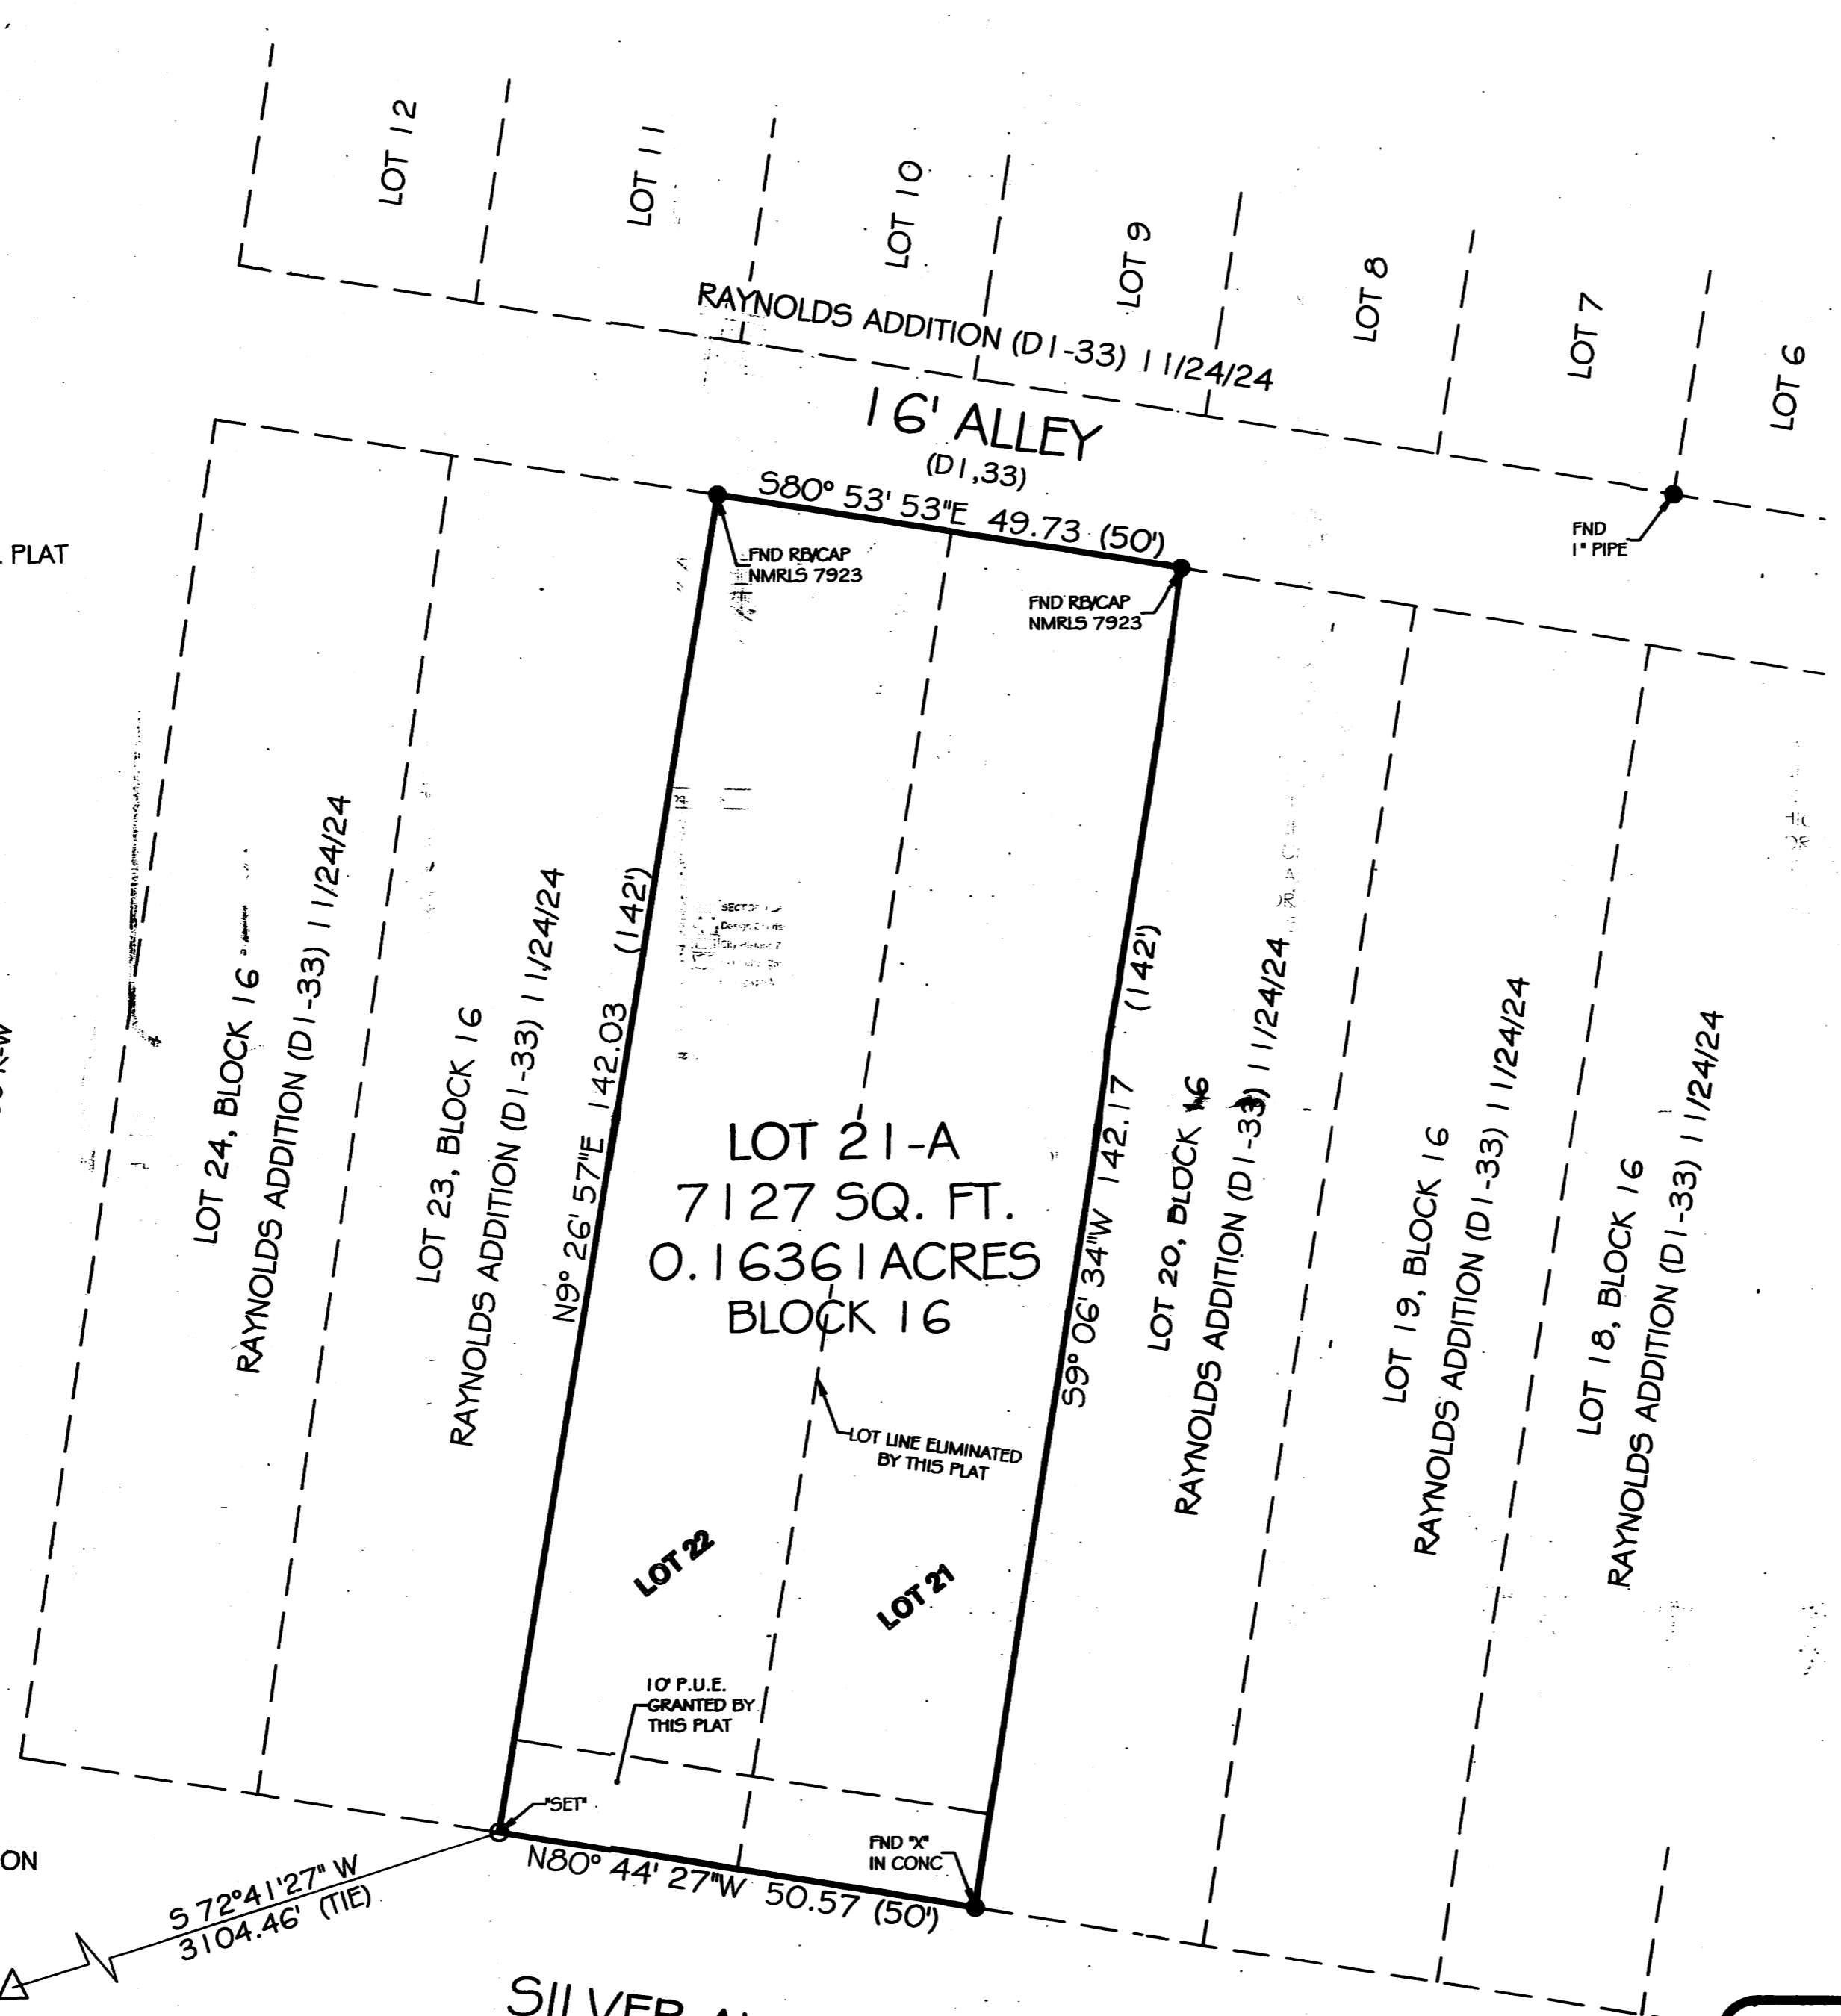 LOT 12
LOT 11
LOT 10
LOT 9
LOT 8
LOT 7
LOT 6
RAYNOLDS ADDITION (D1-33) 11/24/24
16' ALLEY
(D1,33)
S80° 53' 53"E 49.73 (50')
FND
1" PIPE
PLAT
FND RB/CAP
NMRLS 7923
FND RB/CAP
NMRLS 7923
LOT 24, BLOCK 16
RAYNOLDS ADDITION (D1-33) 11/24/24
LOT 23, BLOCK 16
RAYNOLDS ADDITION (D1-33) 11/24/24
N9° 26' 57"E 142.03 (142')
LOT 21-A
7127 SQ. FT.
0.16361 ACRES
BLOCK 16
S9° 06' 34"W 142.17 (142')
LOT 20, BLOCK 16
RAYNOLDS ADDITION (D1-33) 11/24/24
LOT 19, BLOCK 16
RAYNOLDS ADDITION (D1-33) 11/24/24
LOT 18, BLOCK 16
RAYNOLDS ADDITION (D1-33) 11/24/24
LOT LINE ELIMINATED
BY THIS PLAT
LOT 22
LOT 21
10' P.U.E.
GRANTED BY
THIS PLAT
"SET"
FND "X"
IN CONC
N80° 44' 27"W 50.57 (50')
ON
S 72°41'27" W
3104.46' (TIE)
SILVER